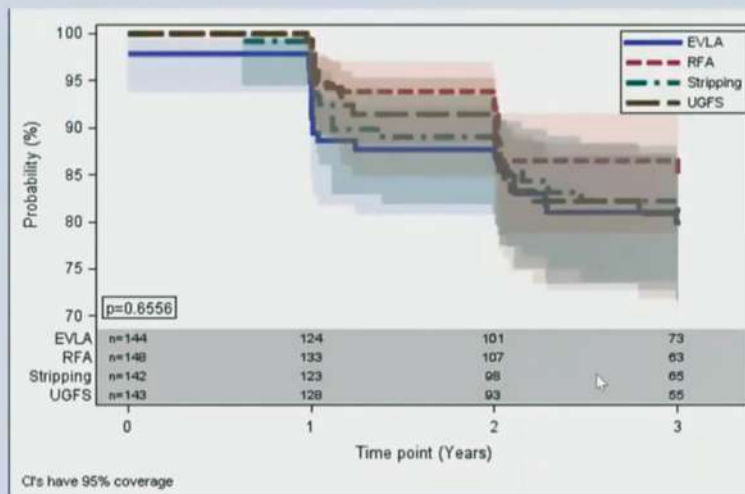 100
95
90
85
80
75
70
Probability (%)
EVLA
RFA
Stripping
UGFS
p=0.6556
EVLA n=144 124 101 73
RFA n=148 133 107 63
Stripping n=142 123 98 65
UGFS n=143 128 93 55
0 1 2 3
Time point (Years)
CI's have 95% coverage